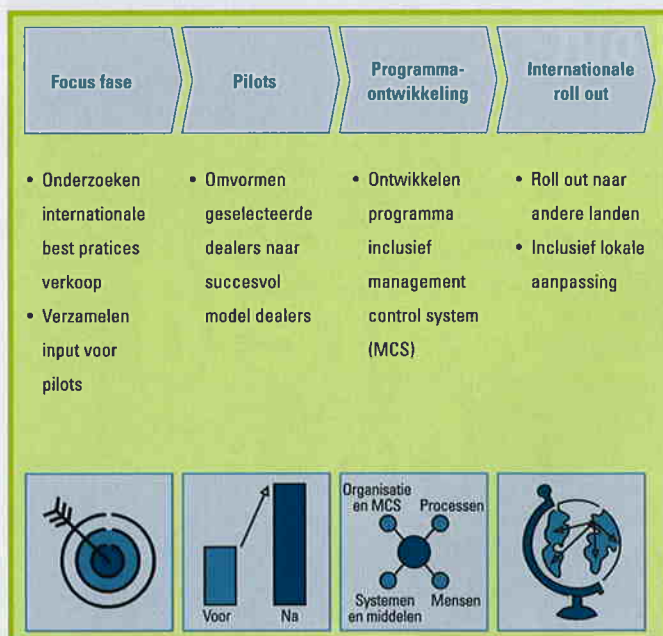 Focus fase
Pilots
Programma-
ontwikkeling
Internationale
roll out
• Onderzoeken
internationale
best pratices
verkoop
• Verzamelen
input voor
pilots
• Omvormen
geselecteerde
dealers naar
succesvol
model dealers
• Ontwikkelen
programma
inclusief
management
control system
(MCS)
• Roll out naar
andere landen
• Inclusief lokale
aanpassing
Voor
Na
Organisatie
en MCS
Processen
Systemen
en middelen
Mensen